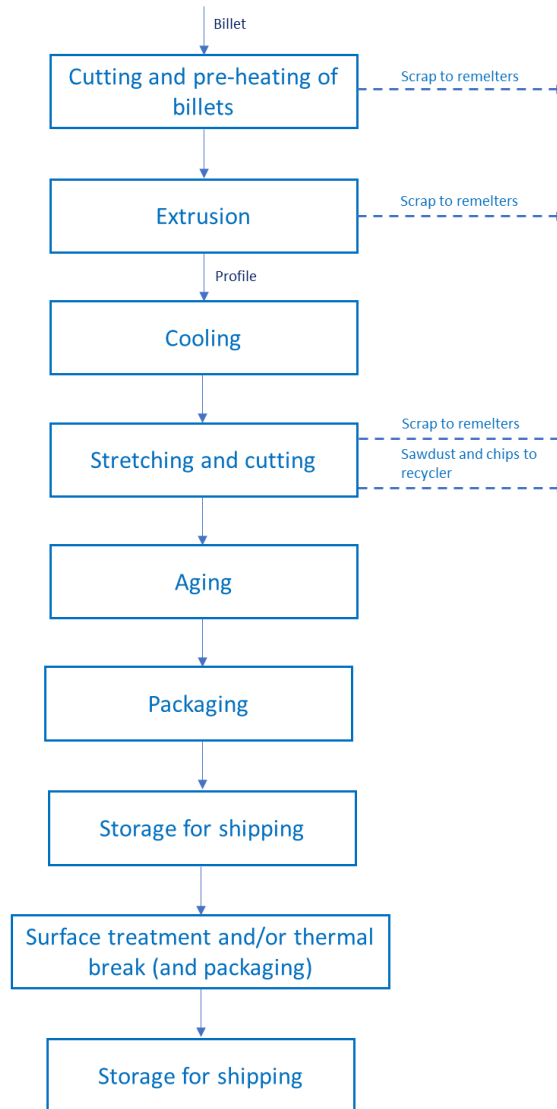 Billet
Cutting and pre-heating of
billets
Scrap to remelters
Extrusion
Scrap to remelters
Profile
Cooling
Stretching and cutting
Scrap to remelters
Sawdust and chips to
recycler
Aging
Packaging
Storage for shipping
Surface treatment and/or thermal
break (and packaging)
Storage for shipping